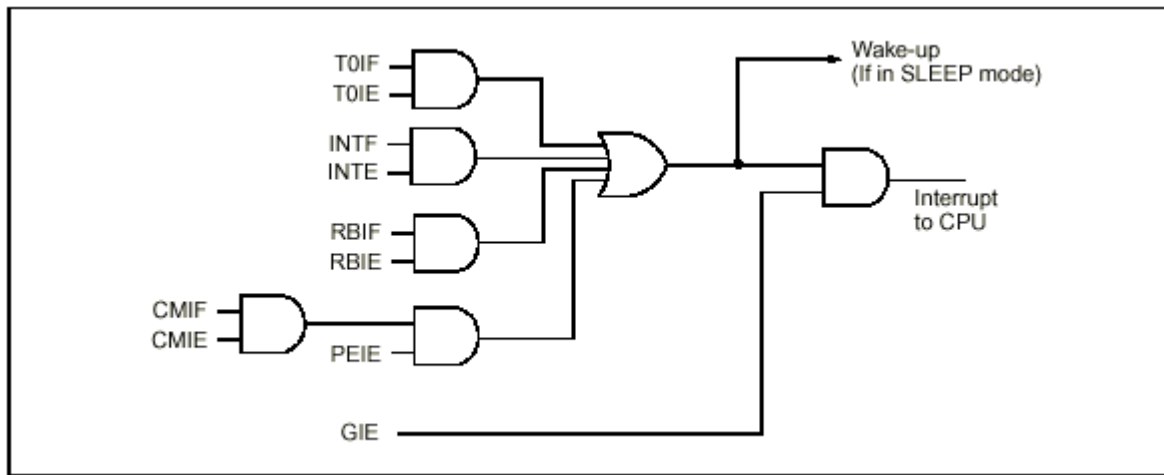 T0IF
T0IE
INTF
INTE
RBIF
RBIE
CMIF
CMIE
PEIE
GIE
Wake-up
(If in SLEEP mode)
Interrupt
to CPU